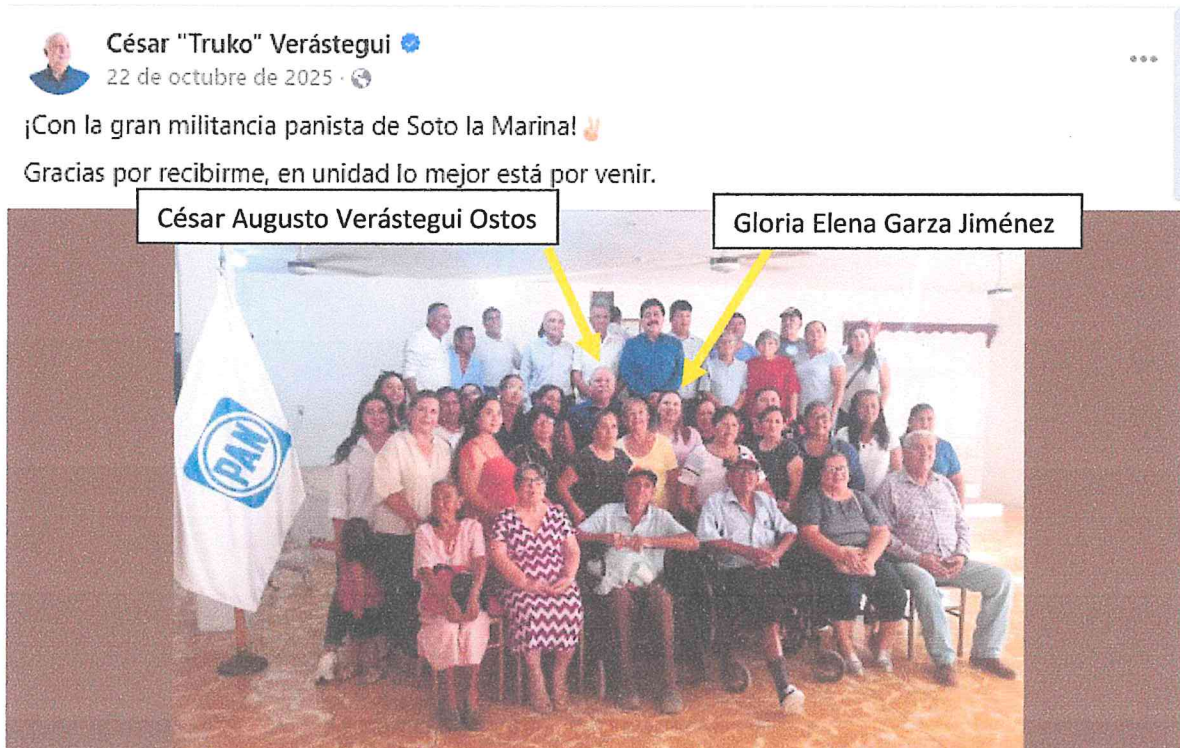 César "Truko" Verástegui
22 de octubre de 2025 ·
¡Con la gran militancia panista de Soto la Marina!
Gracias por recibirme, en unidad lo mejor está por venir.
César Augusto Verástegui Ostos
Gloria Elena Garza Jiménez
PAN